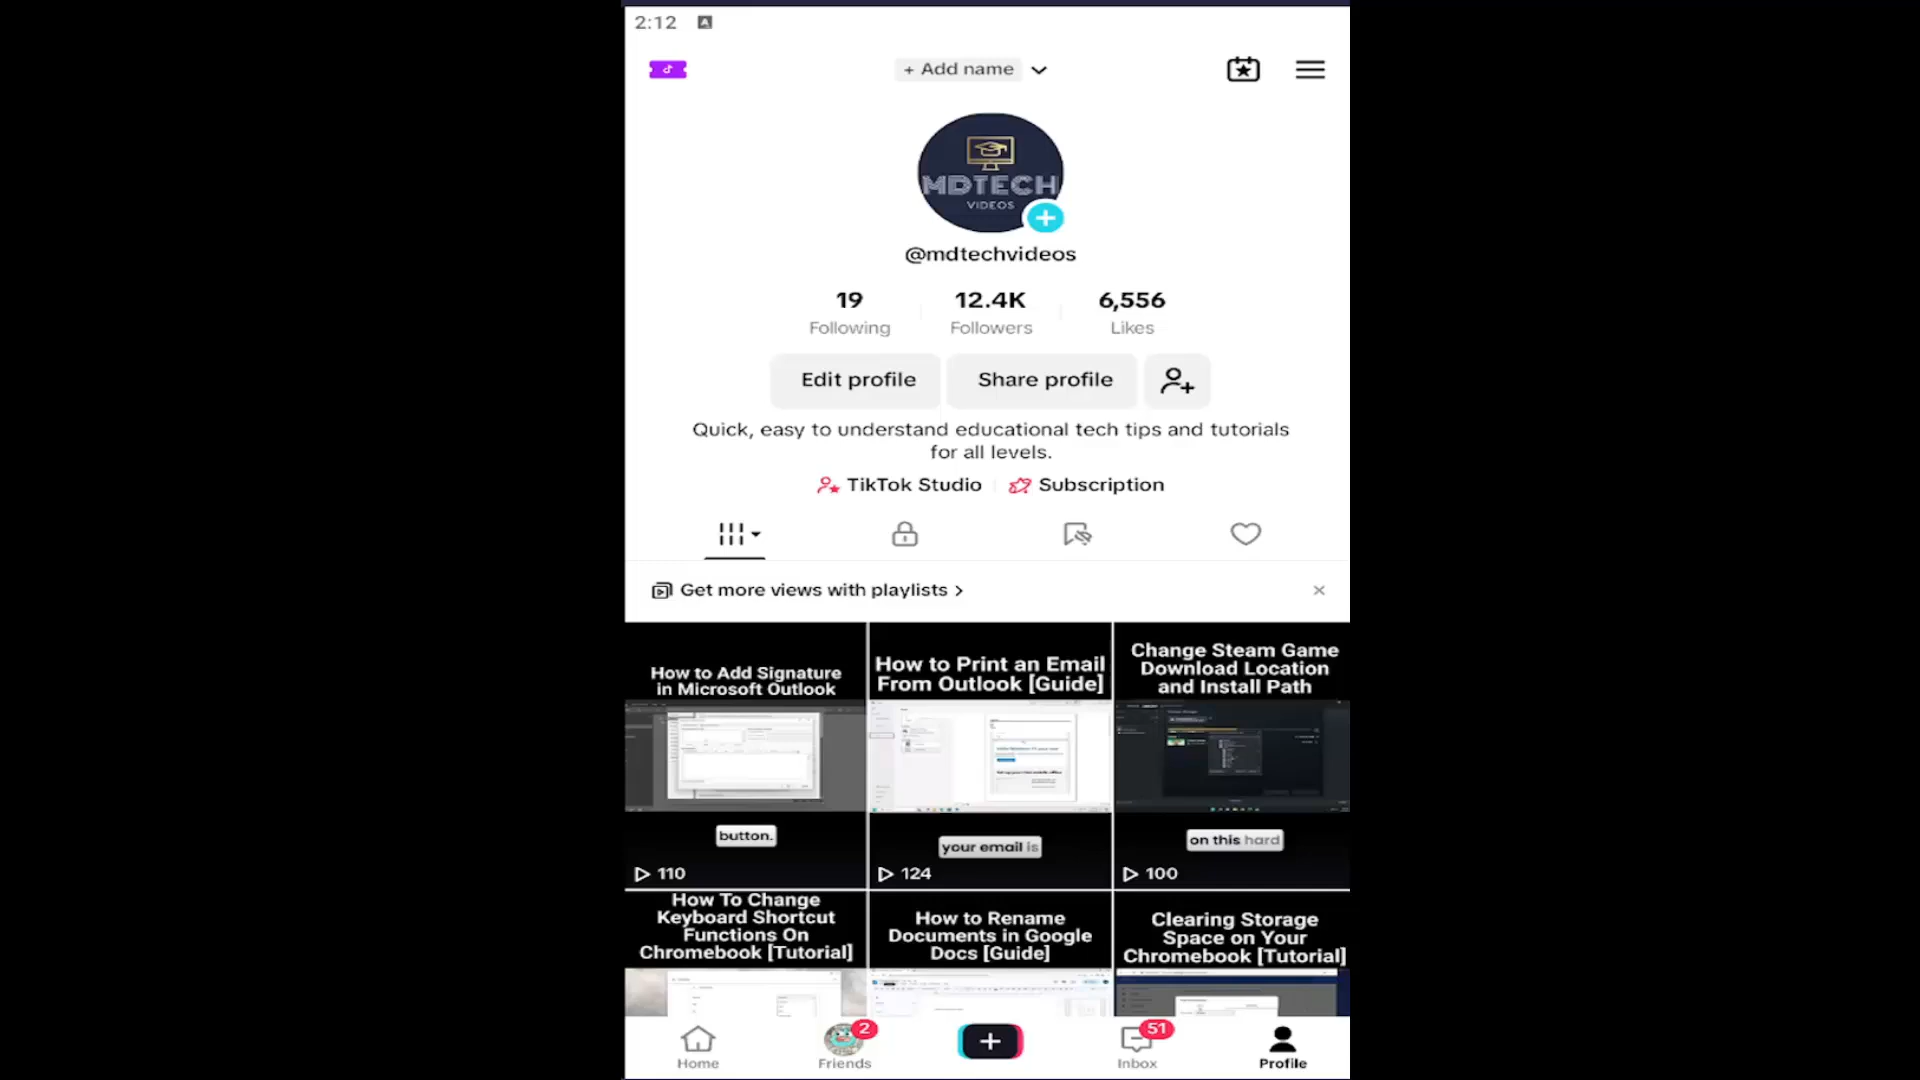 2:12
A
+ Add name
MDTECH
VIDEOS
@mdtechvideos
19
Following
12.4K
Followers
6,556
Likes
Edit profile
Share profile
Quick, easy to understand educational tech tips and tutorials
for all levels.
TikTok Studio
Subscription
Get more views with playlists >
How to Add Signature
in Microsoft Outlook
button.
110
How to Print an Email
From Outlook [Guide]
your email is
124
Change Steam Game
Download Location
and Install Path
on this hard
100
How To Change
Keyboard Shortcut
Functions On
Chromebook [Tutorial]
How to Rename
Documents in Google
Docs [Guide]
Clearing Storage
Space on Your
Chromebook [Tutorial]
Home
2
Friends
51
Inbox
Profile